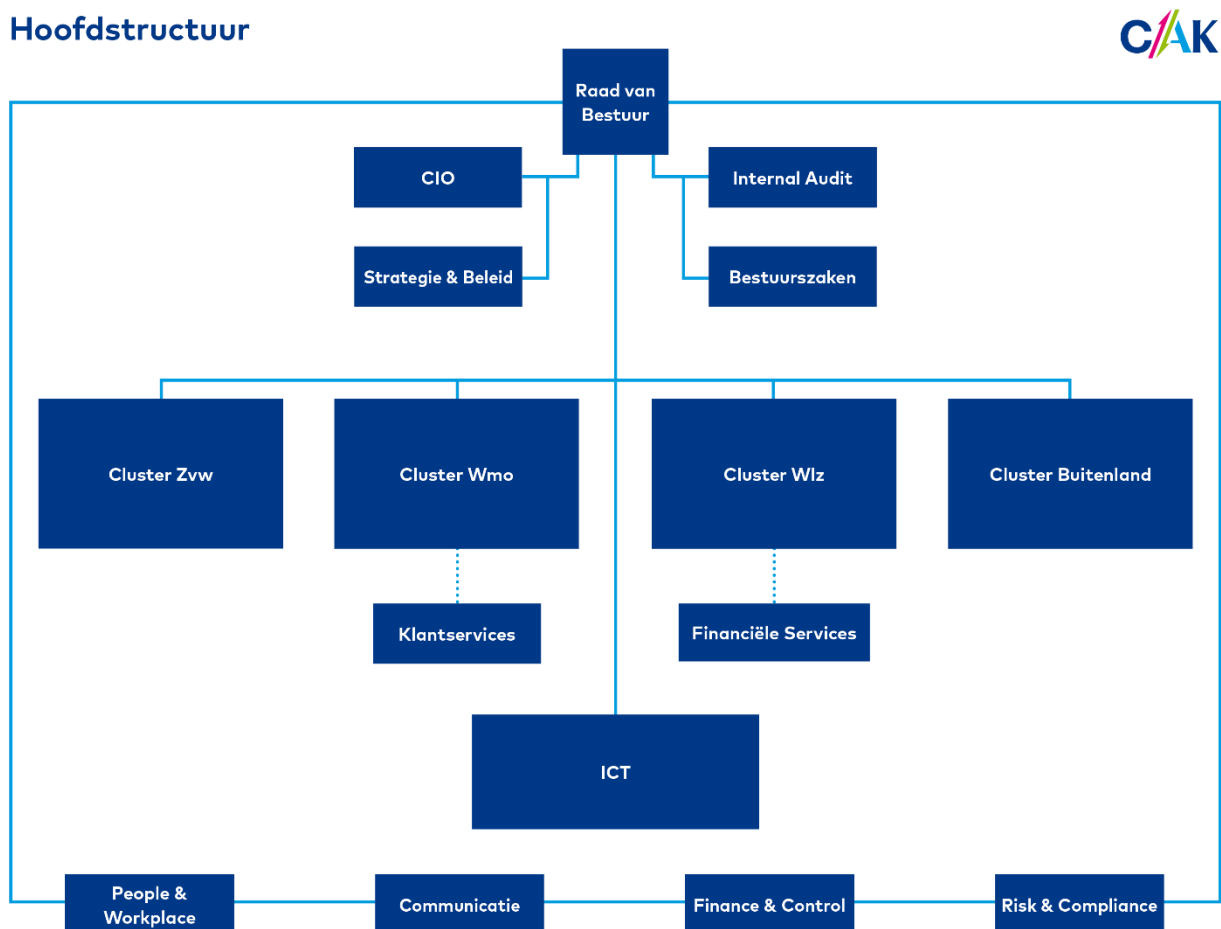 Hoofdstructuur
CAK
Raad van
Bestuur
CIO
Internal Audit
Strategie & Beleid
Bestuurszaken
Cluster Zvw
Cluster Wmo
Cluster Wlz
Cluster Buitenland
Klantservices
Financiële Services
ICT
People &
Workplace
Communicatie
Finance & Control
Risk & Compliance